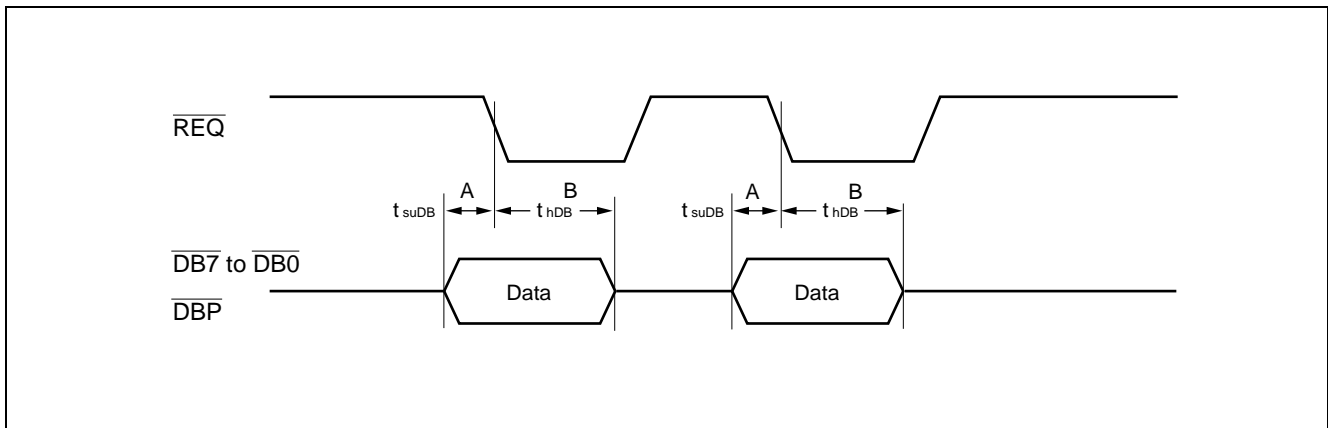 REQ
A B A B
t suDB t hDB t suDB t hDB
DB7 to DB0
Data Data
DBP